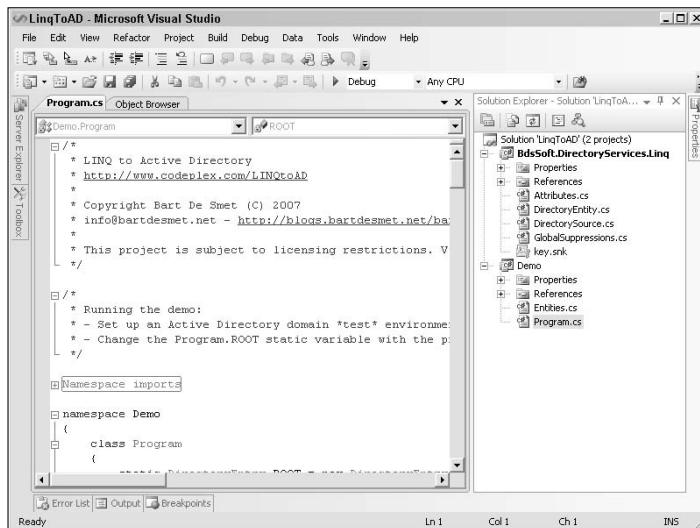 LinqToAD - Microsoft Visual Studio
File Edit View Refactor Project Build Debug Data Tools Window Help
Debug Any CPU
Program.cs Object Browser
Demo.Program ROOT
/*
* LINQ to Active Directory
* http://www.codeplex.com/LINQtoAD
*
* Copyright Bart De Smet (C) 2007
* info@bartdesmet.net - http://blogs.bartdesmet.net/ba
*
* This project is subject to licensing restrictions. V
*/
/*
* Running the demo:
* - Set up an Active Directory domain *test* environme
* - Change the Program.ROOT static variable with the p
*/
Namespace imports
namespace Demo
{
class Program
{
static DirectoryEntry ROOT = new DirectoryEntry
Server Explorer
Toolbox
Solution Explorer - Solution 'LinqToA...
Solution 'LinqToAD' (2 projects)
BdsSoft.DirectoryServices.Linq
Properties
References
Attributes.cs
DirectoryEntity.cs
DirectorySource.cs
GlobalSuppressions.cs
key.snk
Demo
Properties
References
Entities.cs
Program.cs
Properties
Error List Output Breakpoints
Ready Ln 1 Col 1 Ch 1 INS